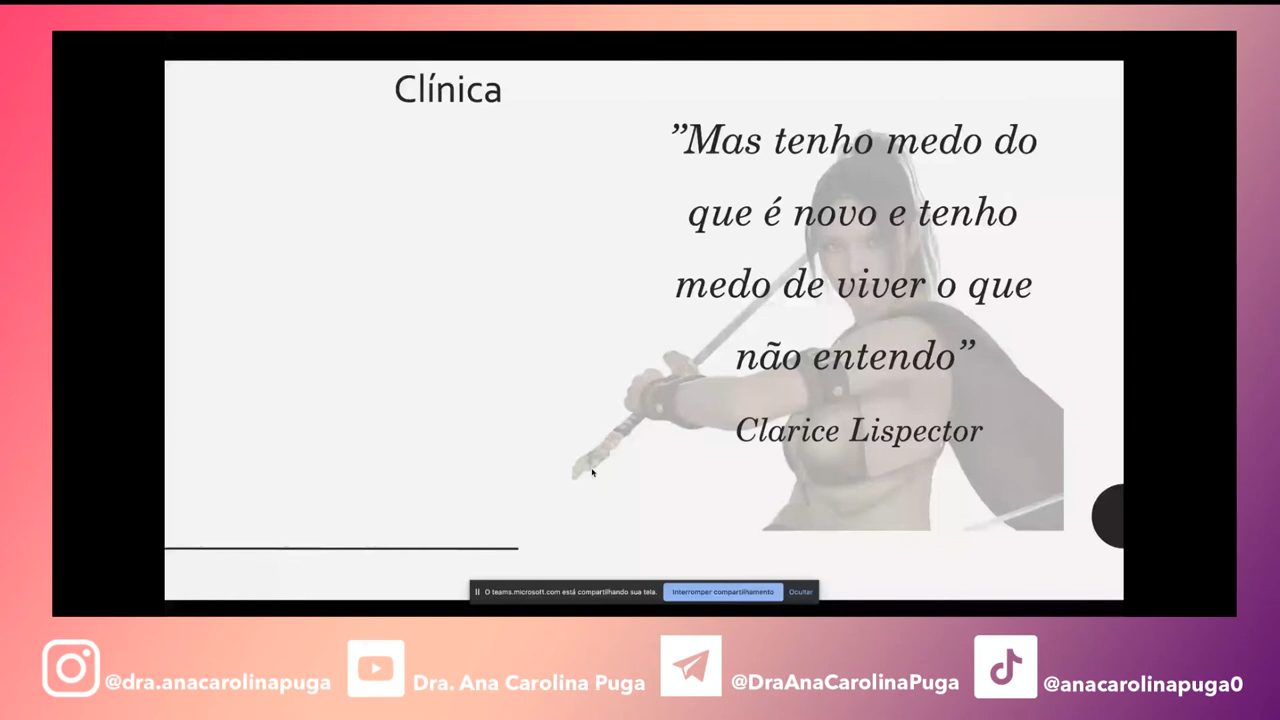 Clínica
”Mas tenho medo do
que é novo e tenho
medo de viver o que
não entendo”
Clarice Lispector
O teams.microsoft.com está compartilhando sua tela. Interromper compartilhamento Ocultar
@dra.anacarolinapuga Dra. Ana Carolina Puga @DraAnaCarolinaPuga @anacarolinapuga0